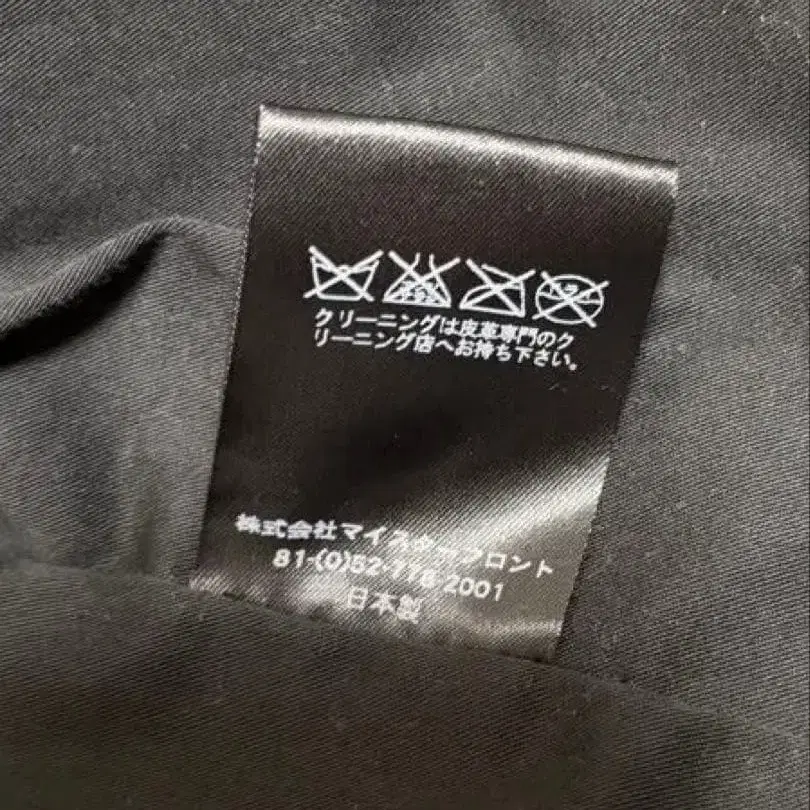 クリーニングは皮革専門のク
リーニング店へお持ち下さい。
株式会社マイスターフロント
81-(0)52-778-2001
日本製